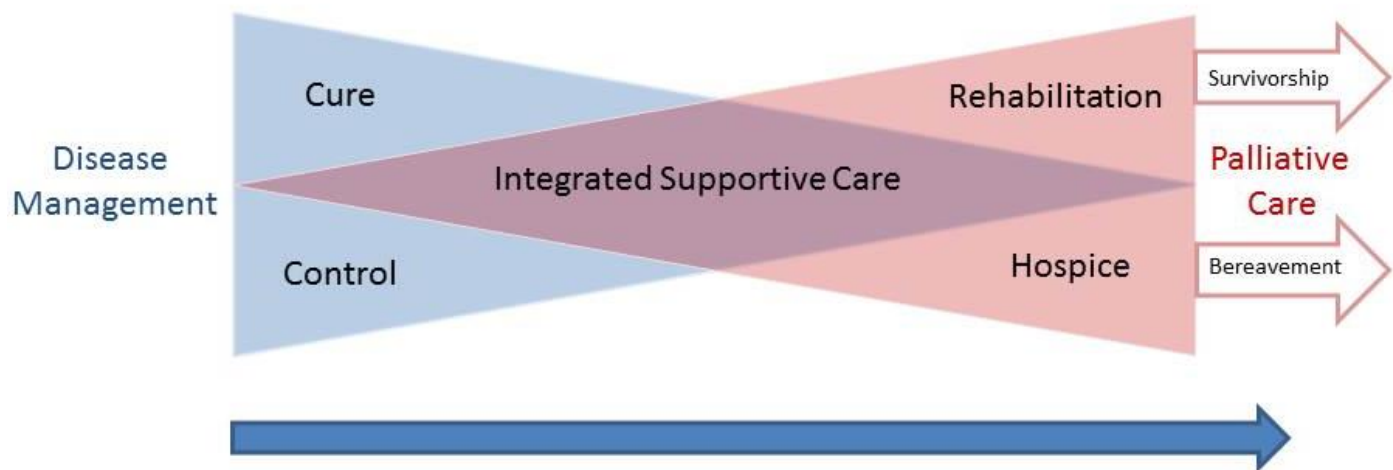 Cure
Rehabilitation
Survivorship
Disease
Management
Integrated Supportive Care
Palliative
Care
Control
Hospice
Bereavement